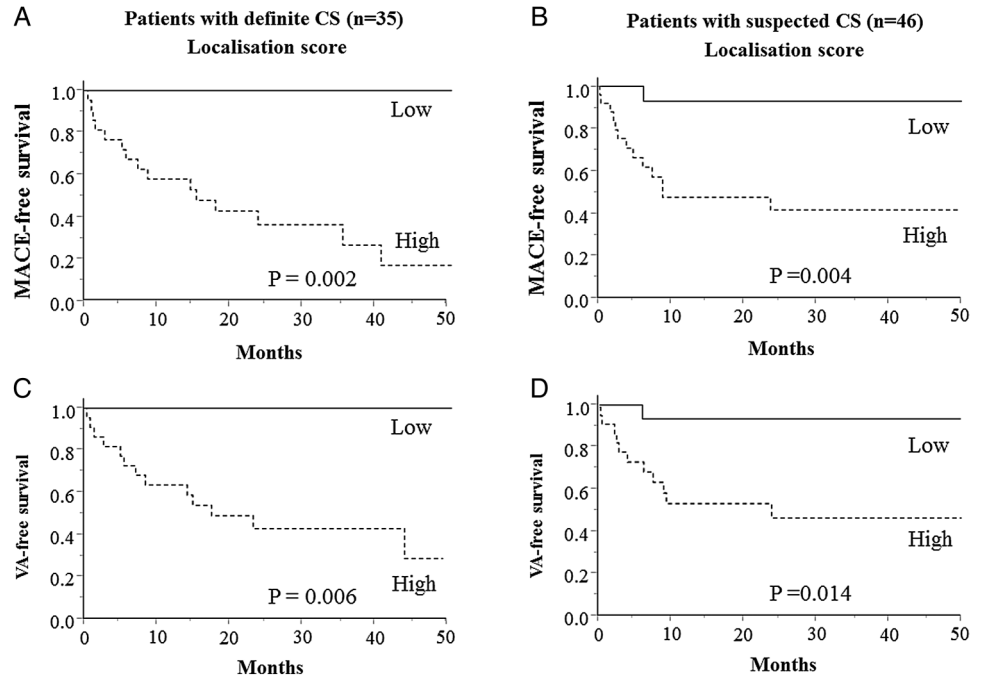 A
Patients with definite CS (n=35)
Localisation score
MACE-free survival
1.0
0.8
0.6
0.4
0.2
0.0
Low
High
P = 0.002
0 10 20 30 40 50
Months
B
Patients with suspected CS (n=46)
Localisation score
MACE-free survival
1.0
0.8
0.6
0.4
0.2
0.0
Low
High
P =0.004
0 10 20 30 40 50
Months
C
VA-free survival
1.0
0.8
0.6
0.4
0.2
0.0
Low
High
P = 0.006
0 10 20 30 40 50
Months
D
VA-free survival
1.0
0.8
0.6
0.4
0.2
0.0
Low
High
P =0.014
0 10 20 30 40 50
Months